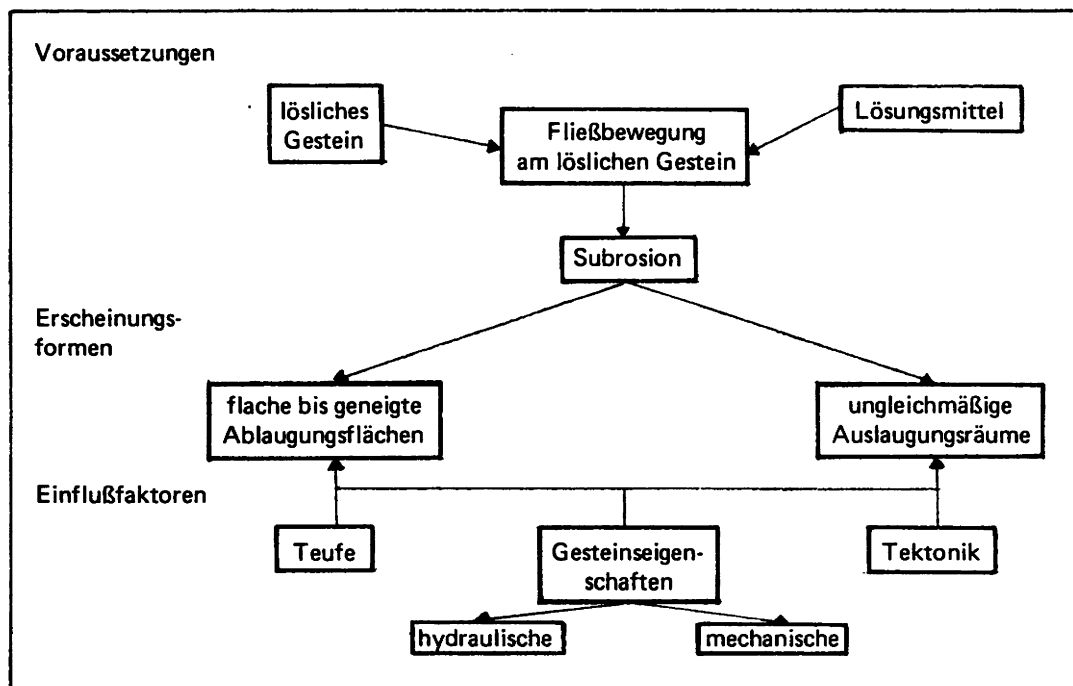 Voraussetzungen
lösliches
Gestein
Fließbewegung
am löslichen Gestein
Lösungsmittel
Subrosion
Erscheinungs-
formen
flache bis geneigte
Ablaugungsflächen
ungleichmäßige
Auslaugungsräume
Einflußfaktoren
Teufe
Gesteinseigen-
schaften
Tektonik
hydraulische
mechanische